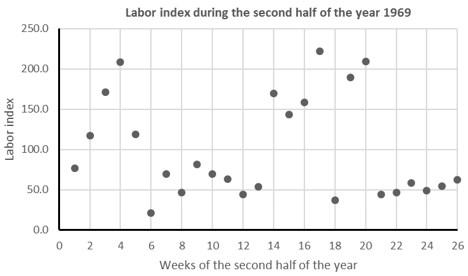 Labor index during the second half of the year 1969
250.0
200.0
150.0
100.0
50.0
0.0
Labor index
0 2 4 6 8 10 12 14 16 18 20 22 24 26
Weeks of the second half of the year